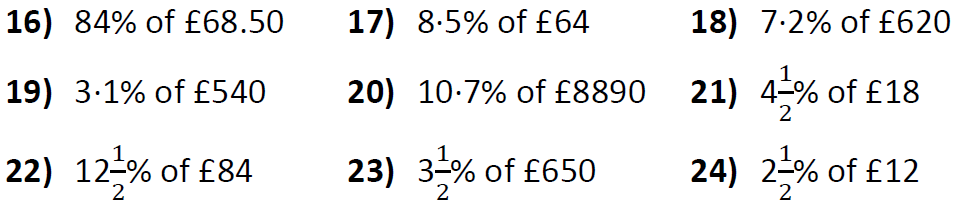 16) 84% of £68.50 17) 8·5% of £64 18) 7·2% of £620
19) 3·1% of £540 20) 10·7% of £8890 21) 4½% of £18
22) 12½% of £84 23) 3½% of £650 24) 2½% of £12